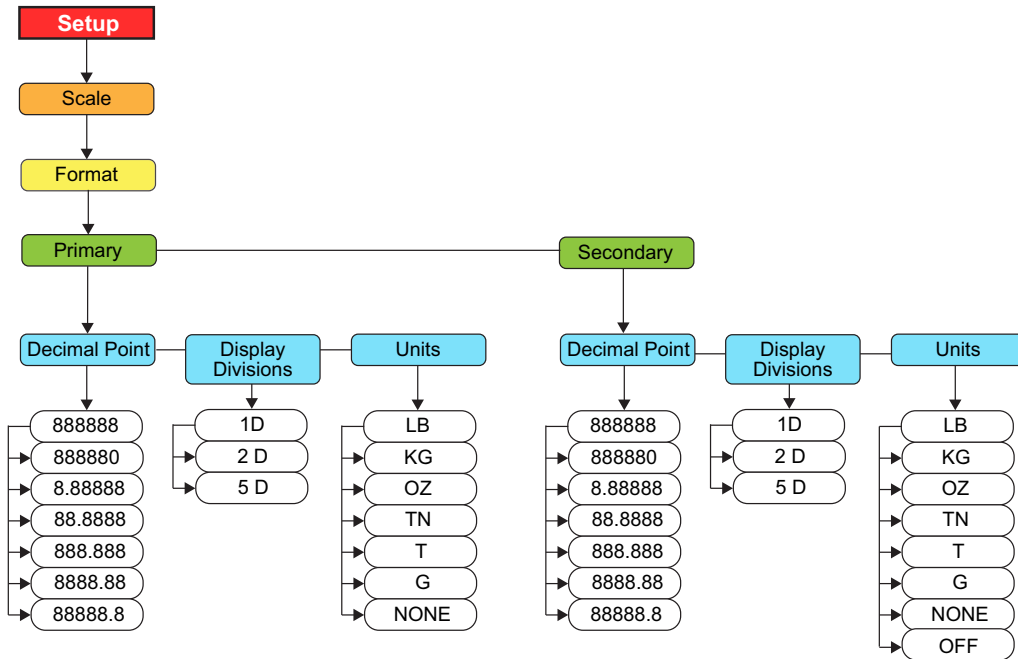 Setup
Scale
Format
Primary
Secondary
Decimal Point
Display
Divisions
Units
Decimal Point
Display
Divisions
Units
888888
888880
8.88888
88.8888
888.888
8888.88
88888.8
1D
2 D
5 D
LB
KG
OZ
TN
T
G
NONE
888888
888880
8.88888
88.8888
888.888
8888.88
88888.8
1D
2 D
5 D
LB
KG
OZ
TN
T
G
NONE
OFF